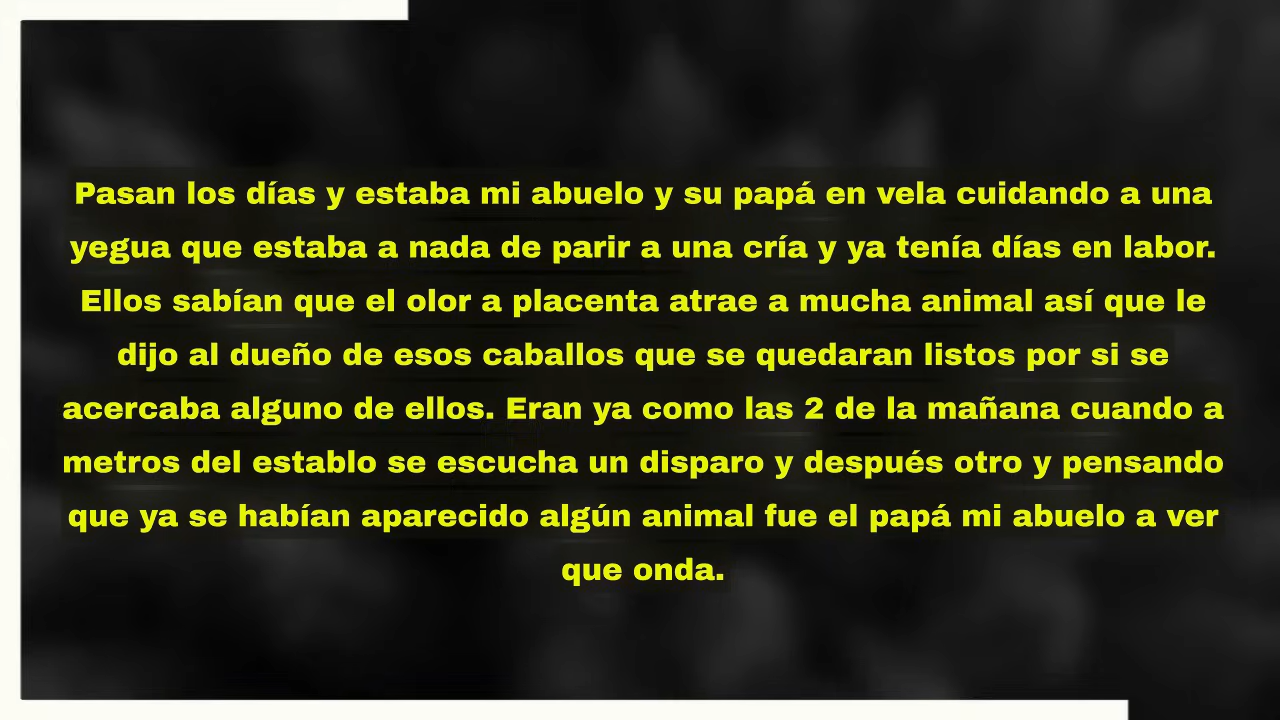 Pasan los días y estaba mi abuelo y su papá en vela cuidando a una
yegua que estaba a nada de parir a una cría y ya tenía días en labor.
Ellos sabían que el olor a placenta atrae a mucha animal así que le
dijo al dueño de esos caballos que se quedaran listos por si se
acercaba alguno de ellos. Eran ya como las 2 de la mañana cuando a
metros del establo se escucha un disparo y después otro y pensando
que ya se habían aparecido algún animal fue el papá mi abuelo a ver
que onda.